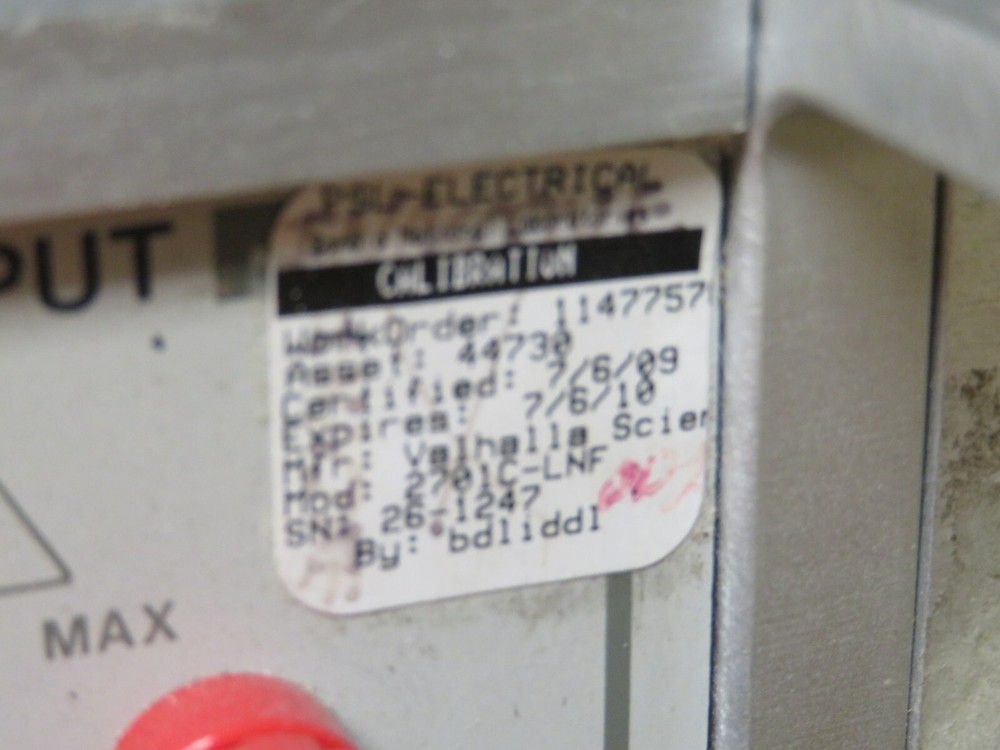 PSL-ELECTRICAL
CALIBRATION
Work Order: 1147757
Asset: 44730
Certified: 7/6/09
Expires: 7/6/10
Mfr: Valhalla Scien
Mod: 2701C-LNF
SN: 26-1247
By: bdliddl
PUT
MAX